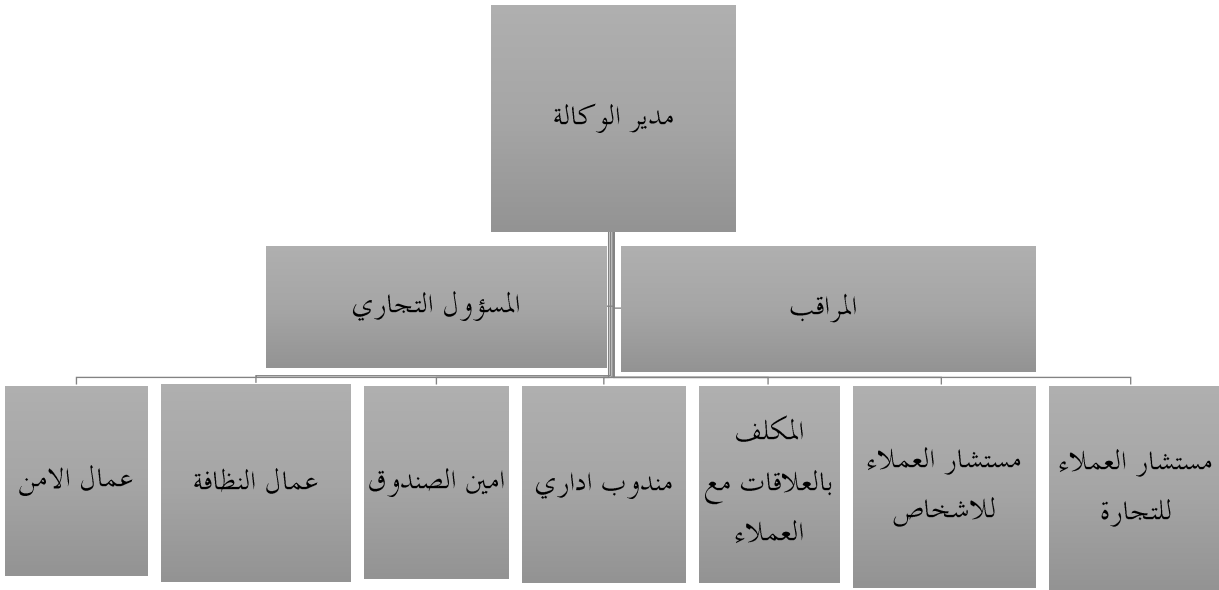 مدير الوكالة
المراقب
المسؤول التجاري
مستشار العملاء
للتجارة
مستشار العملاء
للاشخاص
المكلف
بالعلاقات مع
العملاء
مندوب اداري
امين الصندوق
عمال النظافة
عمال الامن